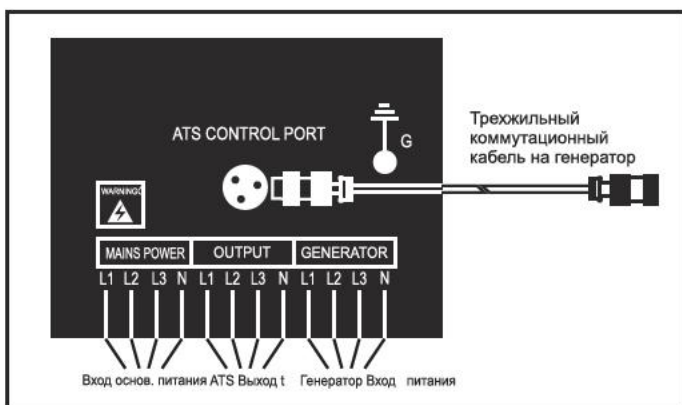 ATS CONTROL PORT
G
Трехжильный
коммутационный
кабель на генератор
WARNING!
MAINS POWER OUTPUT GENERATOR
L1 L2 L3 N L1 L2 L3 N L1 L2 L3 N
Вход основ. питания ATS Выход t Генератор Вход питания